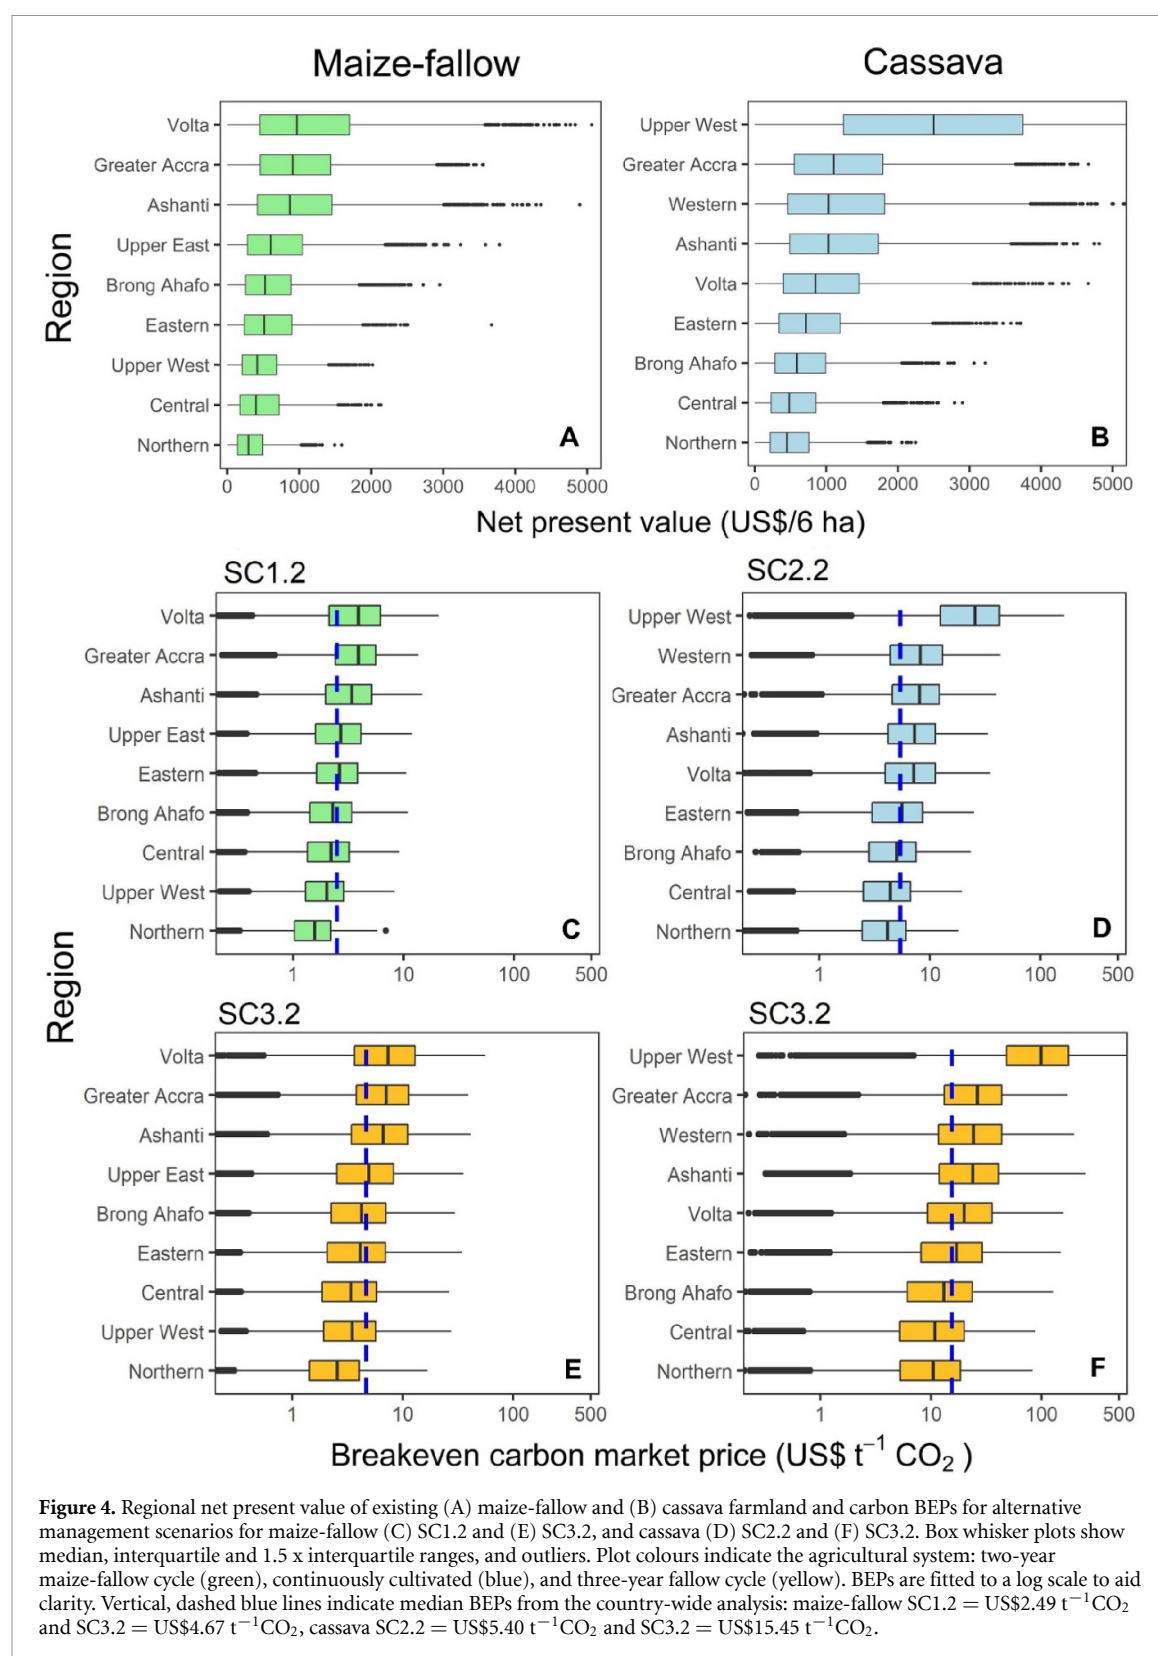 Maize-fallow
Cassava
Region
Volta
Greater Accra
Ashanti
Upper East
Brong Ahafo
Eastern
Upper West
Central
Northern
A
0 1000 2000 3000 4000 5000
Upper West
Greater Accra
Western
Ashanti
Volta
Eastern
Brong Ahafo
Central
Northern
B
0 1000 2000 3000 4000 5000
Net present value (US$/6 ha)
SC1.2
Volta
Greater Accra
Ashanti
Upper East
Eastern
Brong Ahafo
Central
Upper West
Northern
C
1 10 100 500
SC2.2
Upper West
Western
Greater Accra
Ashanti
Volta
Eastern
Brong Ahafo
Central
Northern
D
1 10 100 500
Region
SC3.2
Volta
Greater Accra
Ashanti
Upper East
Brong Ahafo
Eastern
Central
Upper West
Northern
E
1 10 100 500
SC3.2
Upper West
Greater Accra
Western
Ashanti
Volta
Eastern
Brong Ahafo
Central
Northern
F
1 10 100 500
Breakeven carbon market price (US$ t⁻¹ CO₂ )
Figure 4. Regional net present value of existing (A) maize-fallow and (B) cassava farmland and carbon BEPs for alternative
management scenarios for maize-fallow (C) SC1.2 and (E) SC3.2, and cassava (D) SC2.2 and (F) SC3.2. Box whisker plots show
median, interquartile and 1.5 x interquartile ranges, and outliers. Plot colours indicate the agricultural system: two-year
maize-fallow cycle (green), continuously cultivated (blue), and three-year fallow cycle (yellow). BEPs are fitted to a log scale to aid
clarity. Vertical, dashed blue lines indicate median BEPs from the country-wide analysis: maize-fallow SC1.2 = US$2.49 t⁻¹CO₂
and SC3.2 = US$4.67 t⁻¹CO₂, cassava SC2.2 = US$5.40 t⁻¹CO₂ and SC3.2 = US$15.45 t⁻¹CO₂.